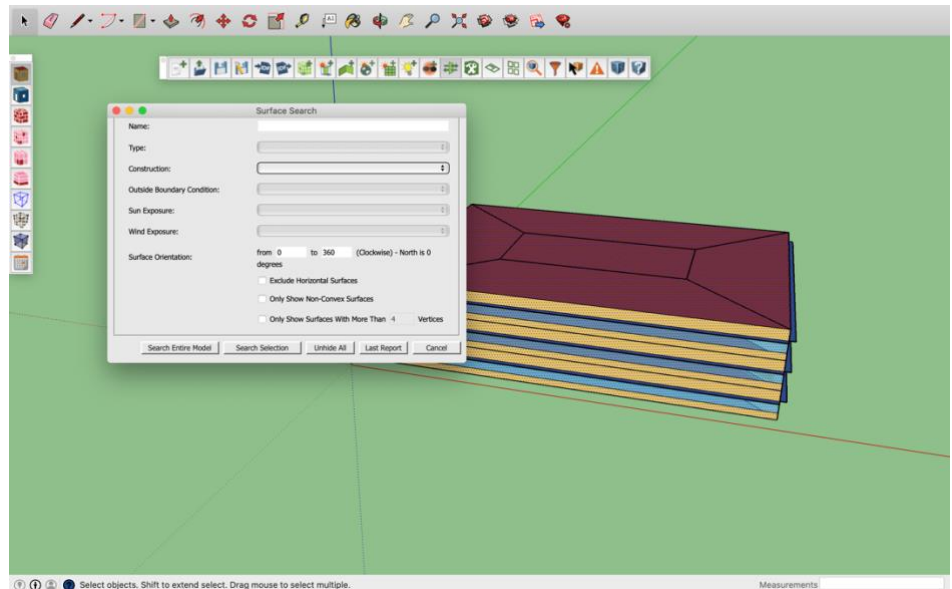 A1
Surface Search
Name:
Type:
Construction:
Outside Boundary Condition:
Sun Exposure:
Wind Exposure:
Surface Orientation:
from 0 to 360 (Clockwise) - North is 0
degrees
Exclude Horizontal Surfaces
Only Show Non-Convex Surfaces
Only Show Surfaces With More Than 4 Vertices
Search Entire Model Search Selection Unhide All Last Report Cancel
Select objects. Shift to extend select. Drag mouse to select multiple.
Measurements